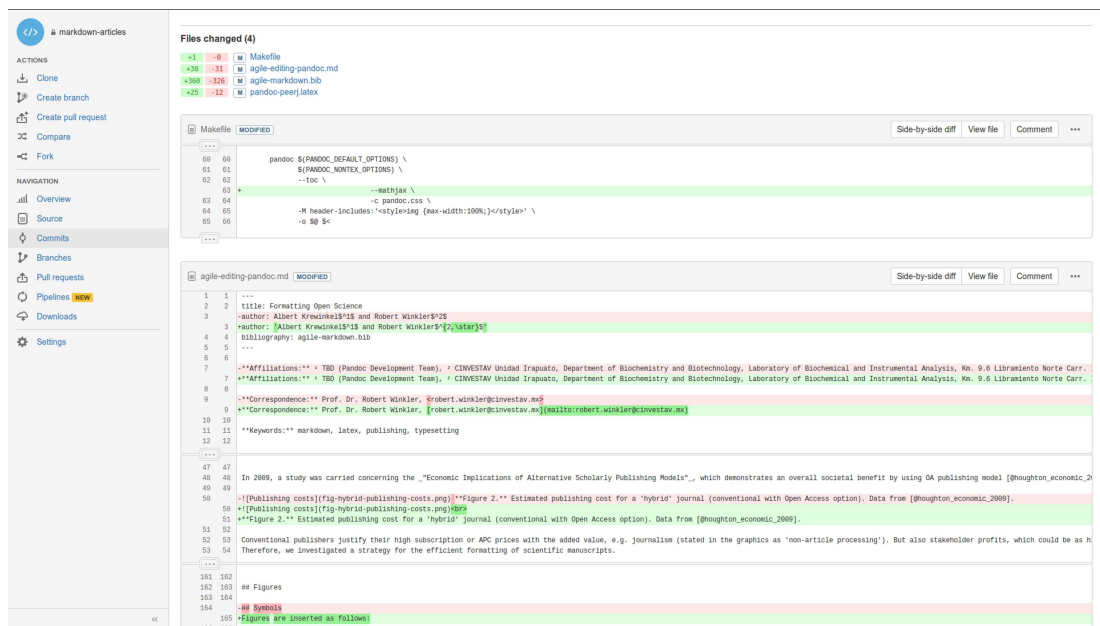 </> markdown-articles
ACTIONS
Clone
Create branch
Create pull request
Compare
Fork
NAVIGATION
Overview
Source
Commits
Branches
Pull requests
Pipelines NEW
Downloads
Settings
«
Files changed (4)
+1 -0 M Makefile
+38 -31 M agile-editing-pandoc.md
+360 -326 M agile-markdown.bib
+25 -12 M pandoc-peerj.latex
Makefile MODIFIED Side-by-side diff View file Comment •••
···
60 60 pandoc $(PANDOC_DEFAULT_OPTIONS) \
61 61 $(PANDOC_NONTEX_OPTIONS) \
62 62 --toc \
63 + --mathjax \
63 64 -c pandoc.css \
64 65 -M header-includes:'<style>img {max-width:100%;}</style>' \
65 66 -o $@ $<
···
agile-editing-pandoc.md MODIFIED Side-by-side diff View file Comment •••
1 1 ---
2 2 title: Formatting Open Science
3 -author: Albert Krewinkel$^1$ and Robert Winkler$^2$
3 +author: 'Albert Krewinkel$^1$ and Robert Winkler$^{2,\star}$'
4 4 bibliography: agile-markdown.bib
5 5 ---
6 6
7 -**Affiliations:** ¹ TBD (Pandoc Development Team), ² CINVESTAV Unidad Irapuato, Department of Biochemistry and Biotechnology, Laboratory of Biochemical and Instrumental Analysis, Km. 9.6 Libramiento Norte Carr.
7 +**Affiliations:** ¹ TBD (Pandoc Development Team), ² CINVESTAV Unidad Irapuato, Department of Biochemistry and Biotechnology, Laboratory of Biochemical and Instrumental Analysis, Km. 9.6 Libramiento Norte Carr.
8 8
9 -**Correspondence:** Prof. Dr. Robert Winkler, <robert.winkler@cinvestav.mx>
9 +**Correspondence:** Prof. Dr. Robert Winkler, [robert.winkler@cinvestav.mx](mailto:robert.winkler@cinvestav.mx)
10 10
11 11 **Keywords:** markdown, latex, publishing, typesetting
12 12
···
47 47
48 48 In 2009, a study was carried concerning the _"Economic Implications of Alternative Scholarly Publishing Models"_, which demonstrates an overall societal benefit by using OA publishing model [@houghton_economic_2
49 49
50 -![Publishing costs](fig-hybrid-publishing-costs.png) **Figure 2.** Estimated publishing cost for a 'hybrid' journal (conventional with Open Access option). Data from [@houghton_economic_2009].
50 +![Publishing costs](fig-hybrid-publishing-costs.png)<br>
51 +**Figure 2.** Estimated publishing cost for a 'hybrid' journal (conventional with Open Access option). Data from [@houghton_economic_2009].
51 52
52 53 Conventional publishers justify their high subscription or APC prices with the added value, e.g. journalism (stated in the graphics as 'non-article processing'). But also stakeholder profits, which could be as h
53 54 Therefore, we investigated a strategy for the efficient formatting of scientific manuscripts.
···
161 162
162 163 ## Figures
163 164
164 -## Symbols
165 +Figures are inserted as follows: